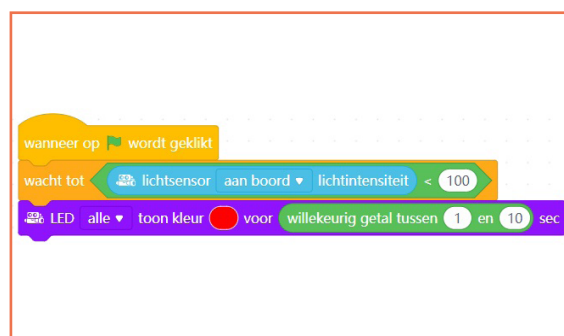 wanneer op wordt geklikt
wacht tot lichtsensor aan boord lichtintensiteit < 100
LED alle toon kleur voor willekeurig getal tussen 1 en 10 sec